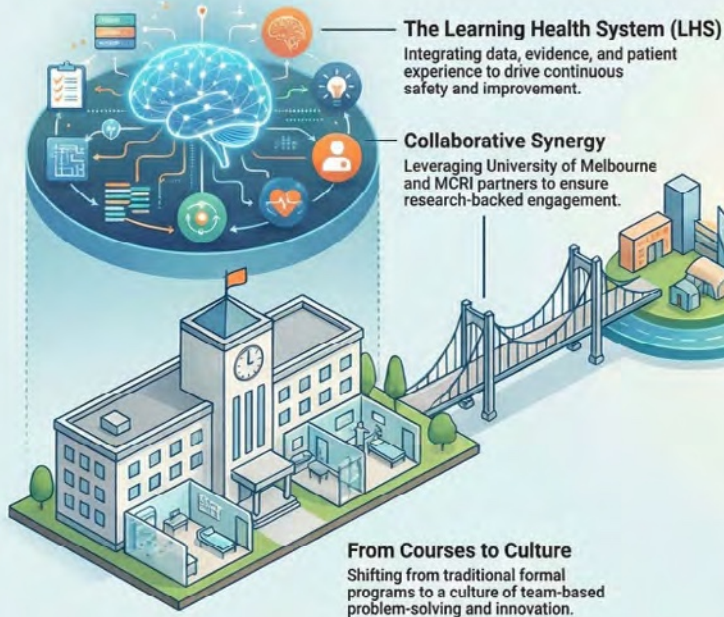 The Learning Health System (LHS)
Integrating data, evidence, and patient
experience to drive continuous
safety and improvement.
Collaborative Synergy
Leveraging University of Melbourne
and MCRI partners to ensure
research-backed engagement.
From Courses to Culture
Shifting from traditional formal
programs to a culture of team-based
problem-solving and innovation.